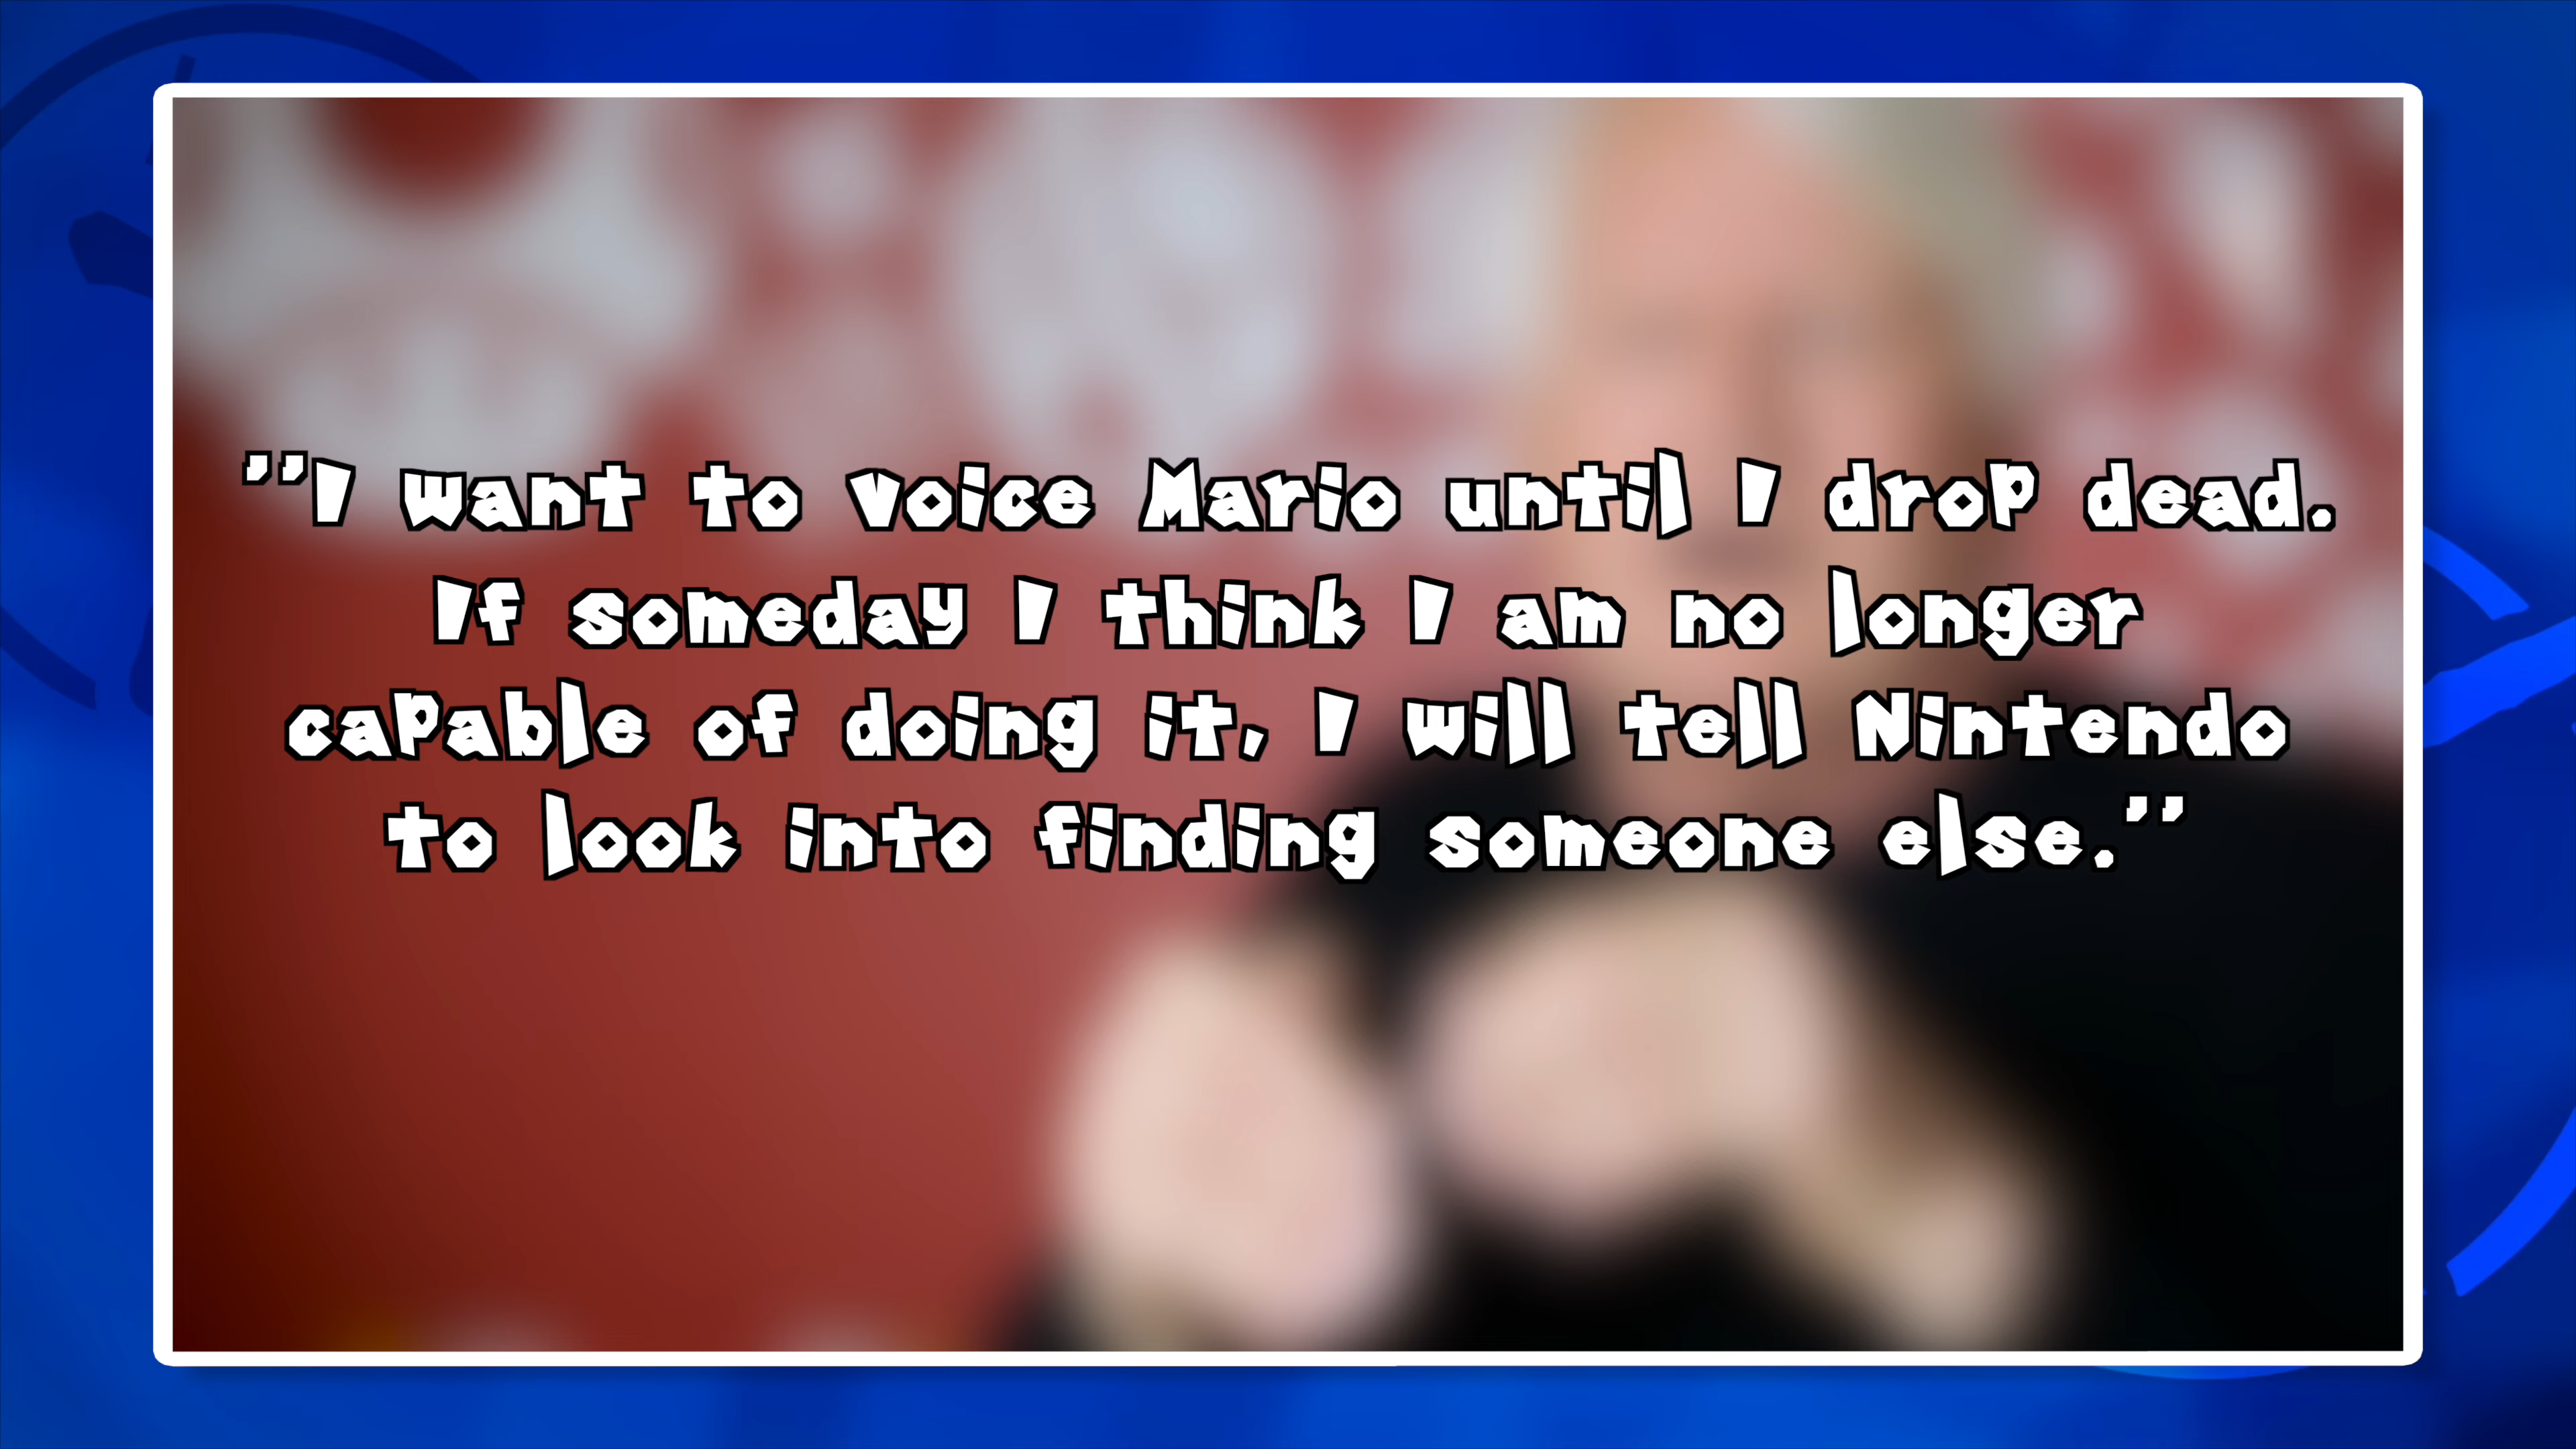 "I want to voice Mario until I drop dead.
If someday I think I am no longer
capable of doing it, I will tell Nintendo
to look into finding someone else."